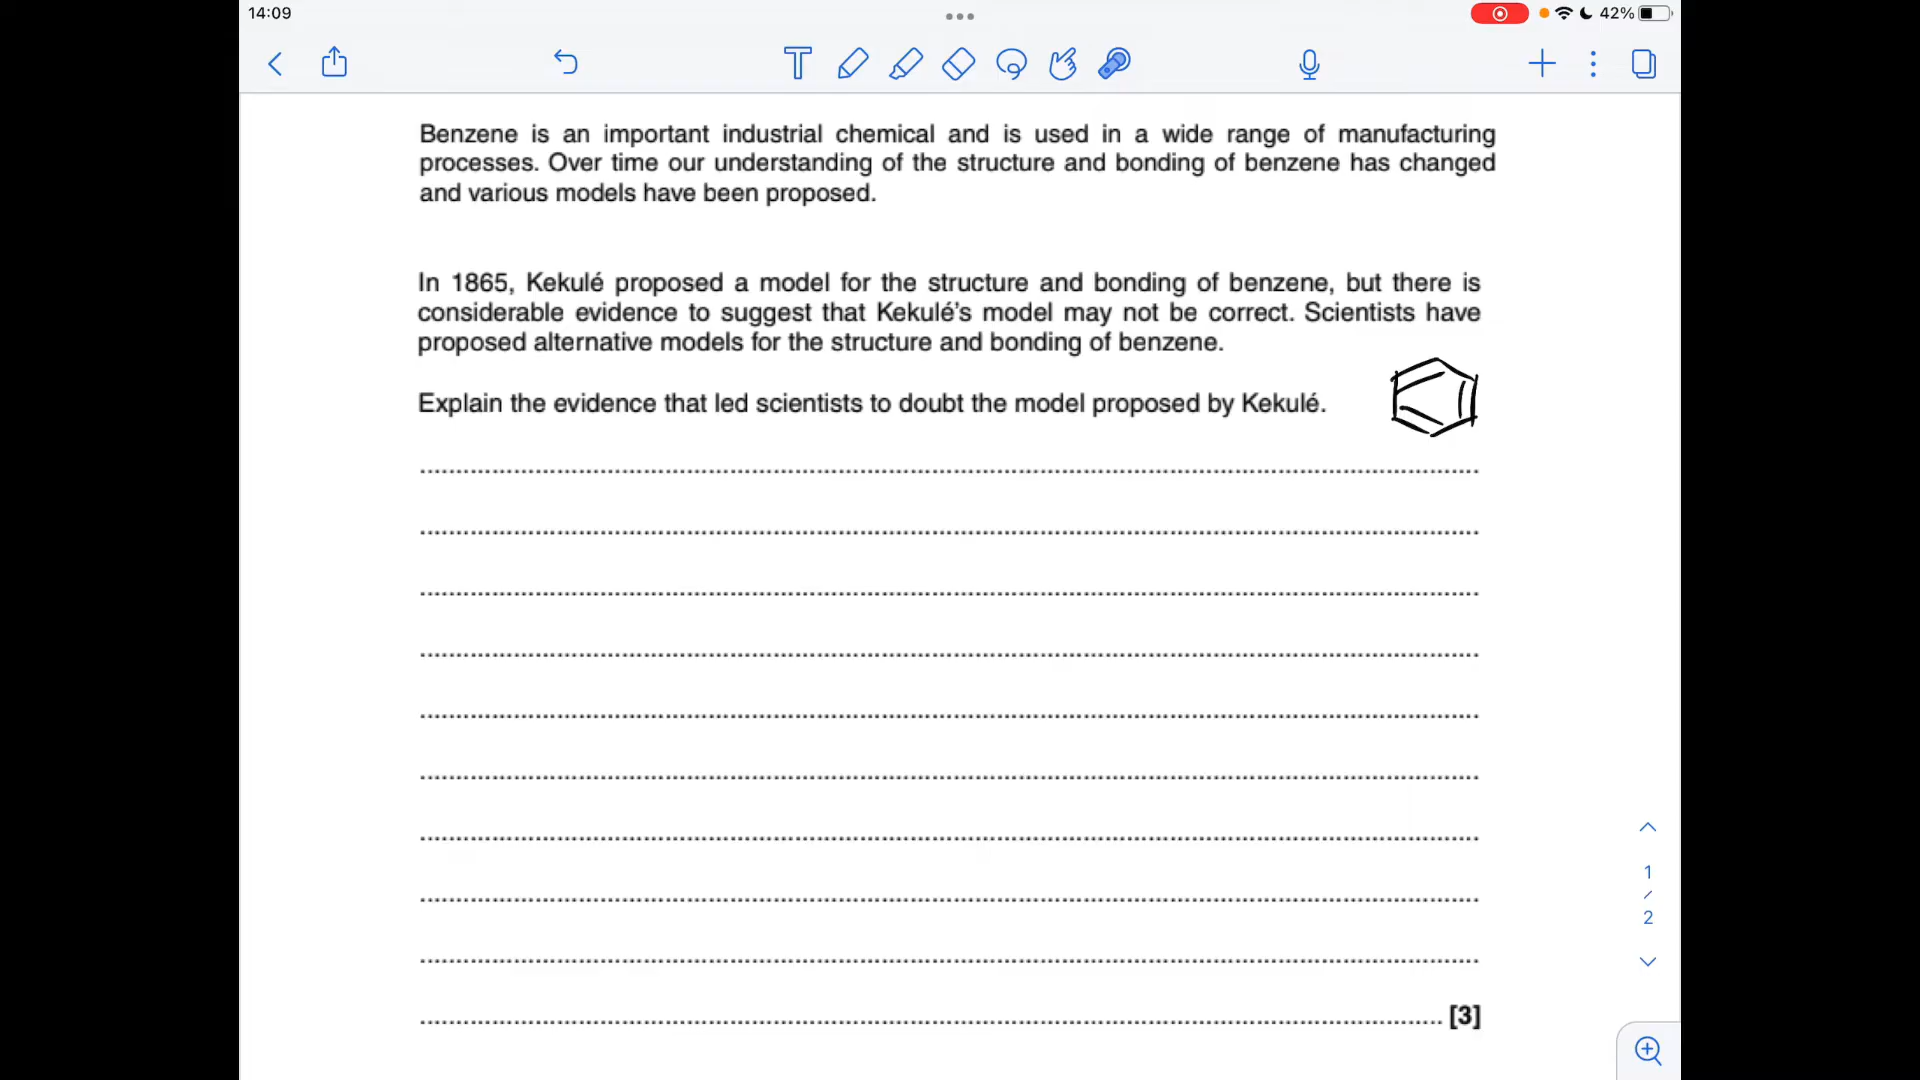 14:09
42%
T
Benzene is an important industrial chemical and is used in a wide range of manufacturing
processes. Over time our understanding of the structure and bonding of benzene has changed
and various models have been proposed.
In 1865, Kekulé proposed a model for the structure and bonding of benzene, but there is
considerable evidence to suggest that Kekulé's model may not be correct. Scientists have
proposed alternative models for the structure and bonding of benzene.
Explain the evidence that led scientists to doubt the model proposed by Kekulé.
[3]
1
/
2